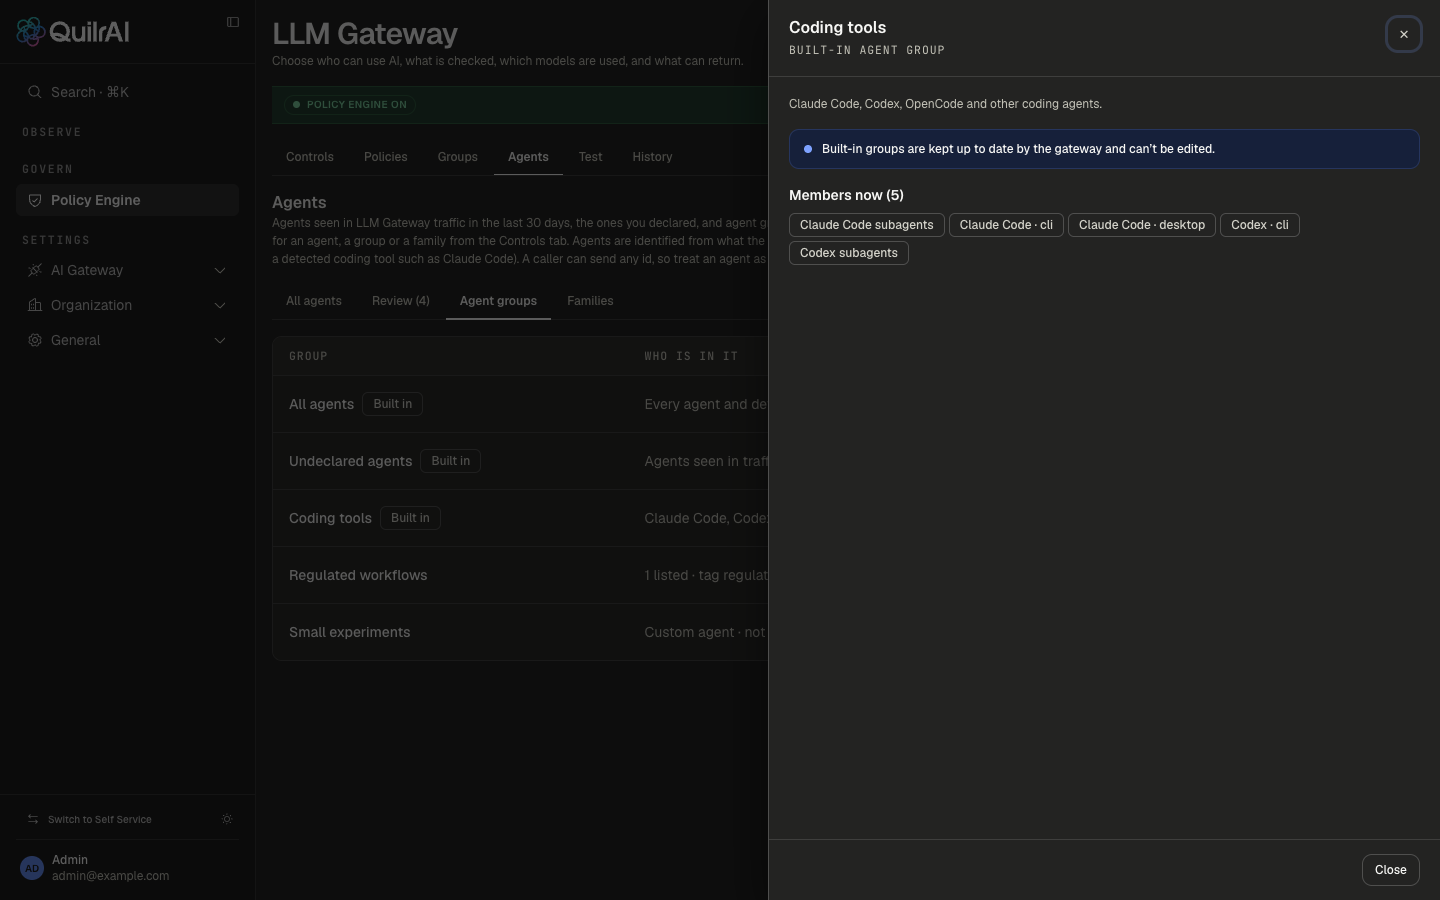 QuilrAI
Search · ⌘K
OBSERVE
GOVERN
Policy Engine
SETTINGS
AI Gateway
Organization
General
Switch to Self Service
AD
Admin
admin@example.com
LLM Gateway
Choose who can use AI, what is checked, which models are used, and what can return.
POLICY ENGINE ON
Controls Policies Groups Agents Test History
Agents
Agents seen in LLM Gateway traffic in the last 30 days, the ones you declared, and agent g
for an agent, a group or a family from the Controls tab. Agents are identified from what the
a detected coding tool such as Claude Code). A caller can send any id, so treat an agent as
All agents Review (4) Agent groups Families
GROUP WHO IS IN IT
All agents Built in Every agent and de
Undeclared agents Built in Agents seen in traff
Coding tools Built in Claude Code, Codex
Regulated workflows 1 listed · tag regulat
Small experiments Custom agent · not
Coding tools
BUILT-IN AGENT GROUP
×
Claude Code, Codex, OpenCode and other coding agents.
Built-in groups are kept up to date by the gateway and can't be edited.
Members now (5)
Claude Code subagents Claude Code · cli Claude Code · desktop Codex · cli
Codex subagents
Close